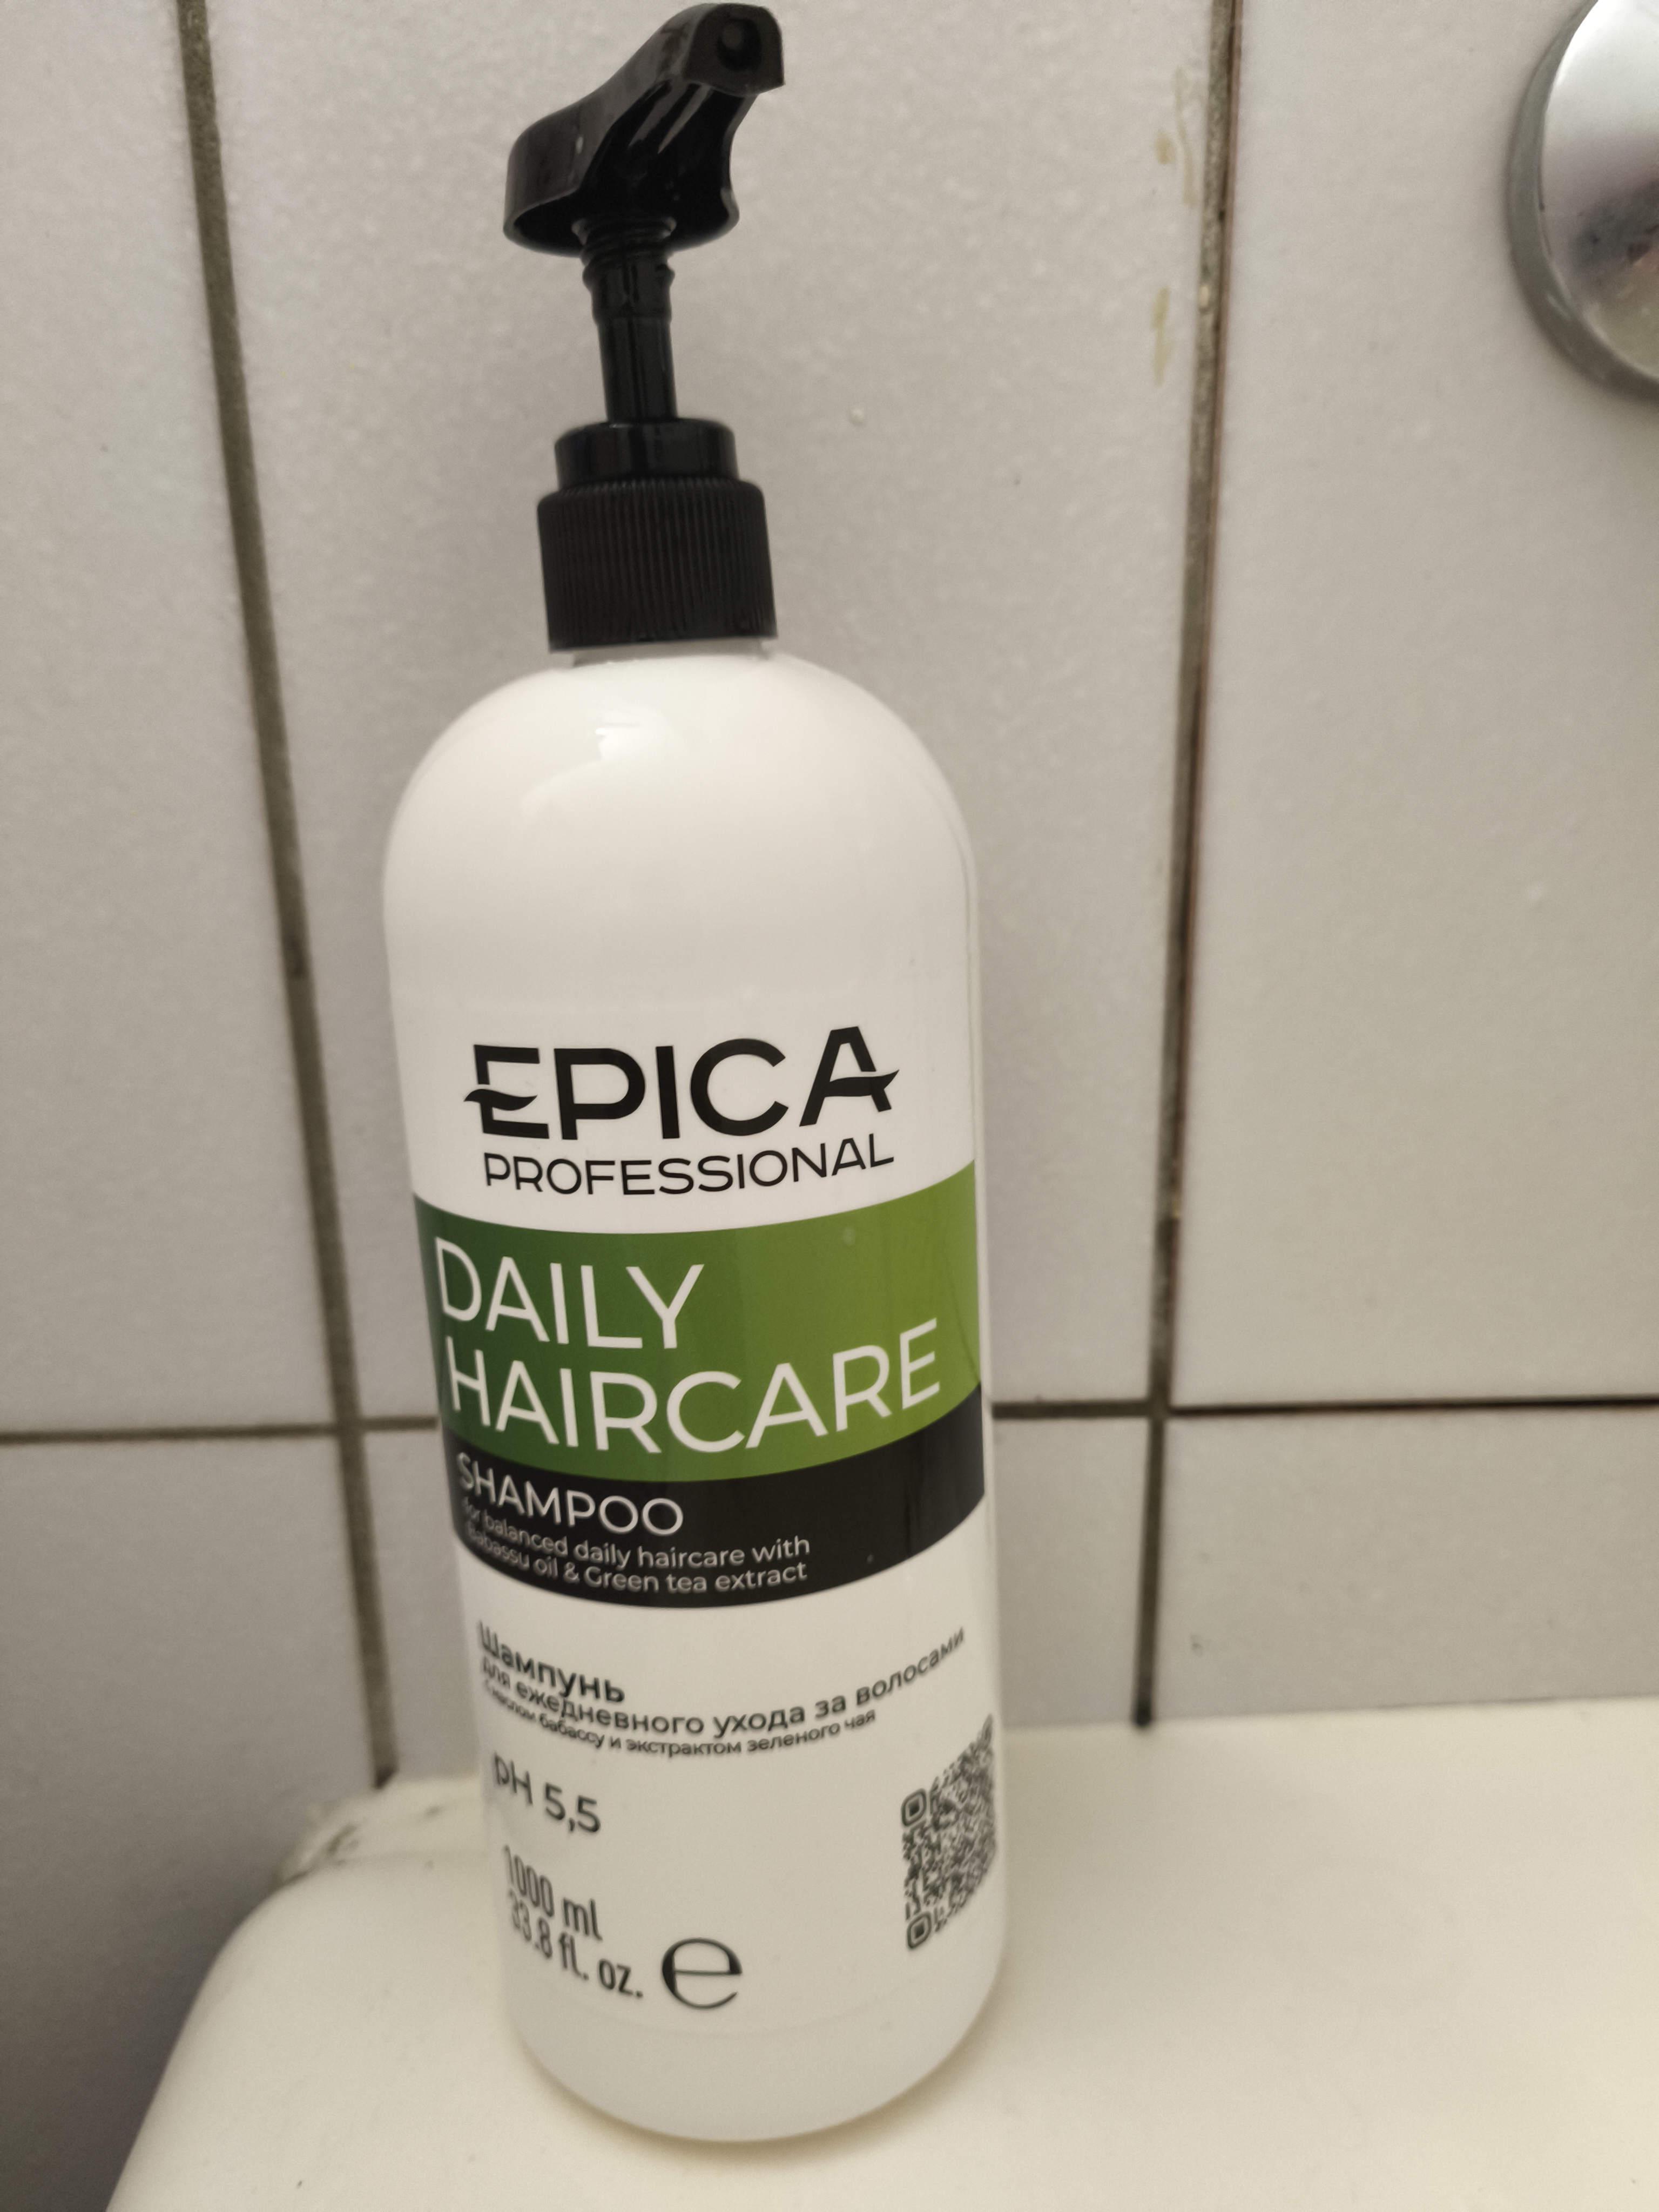 EPICA
PROFESSIONAL
DAILY
HAIRCARE
SHAMPOO
for balanced daily haircare with
Babassu oil & Green tea extract
Шампунь
для ежедневного ухода за волосами
с маслом бабассу и экстрактом зеленого чая
pH 5,5
1000 ml
33.8 fl. oz. e